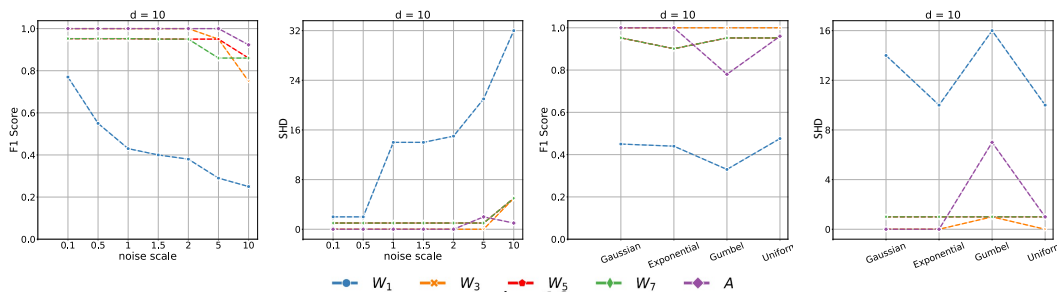 d = 10
F1 Score
1.0
0.8
0.6
0.4
0.2
0.0
0.1 0.5 1 1.5 2 5 10
noise scale
d = 10
SHD
32
24
16
8
0
0.1 0.5 1 1.5 2 5 10
noise scale
d = 10
F1 Score
1.0
0.8
0.6
0.4
0.2
0.0
Gaussian Exponential Gumbel Uniform
d = 10
SHD
16
12
8
4
0
Gaussian Exponential Gumbel Uniform
W1 W3 W5 W7 A